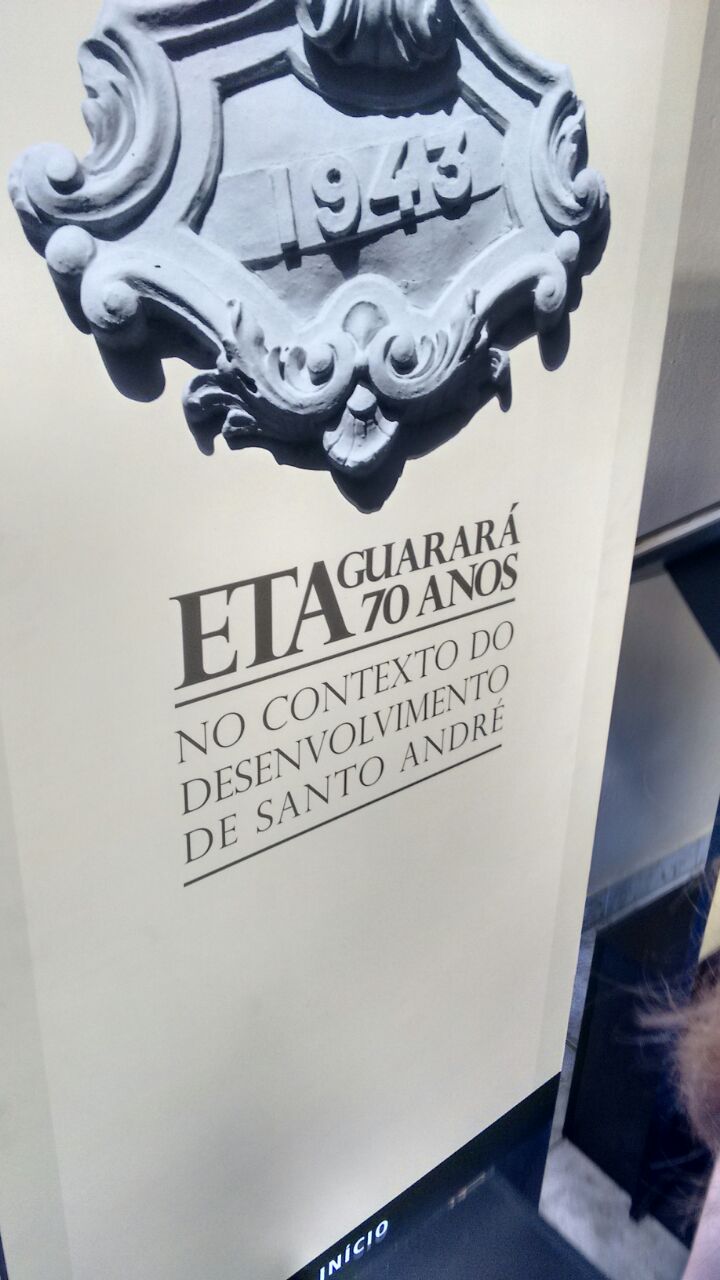 1943
ETA GUARARÁ
70 ANOS
NO CONTEXTO DO
DESENVOLVIMENTO
DE SANTO ANDRÉ
INÍCIO